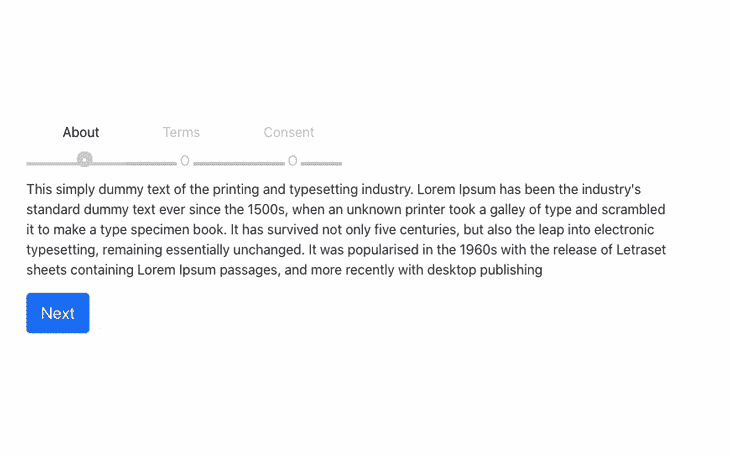 About Terms Consent
This simply dummy text of the printing and typesetting industry. Lorem Ipsum has been the industry's
standard dummy text ever since the 1500s, when an unknown printer took a galley of type and scrambled
it to make a type specimen book. It has survived not only five centuries, but also the leap into electronic
typesetting, remaining essentially unchanged. It was popularised in the 1960s with the release of Letraset
sheets containing Lorem Ipsum passages, and more recently with desktop publishing
Next